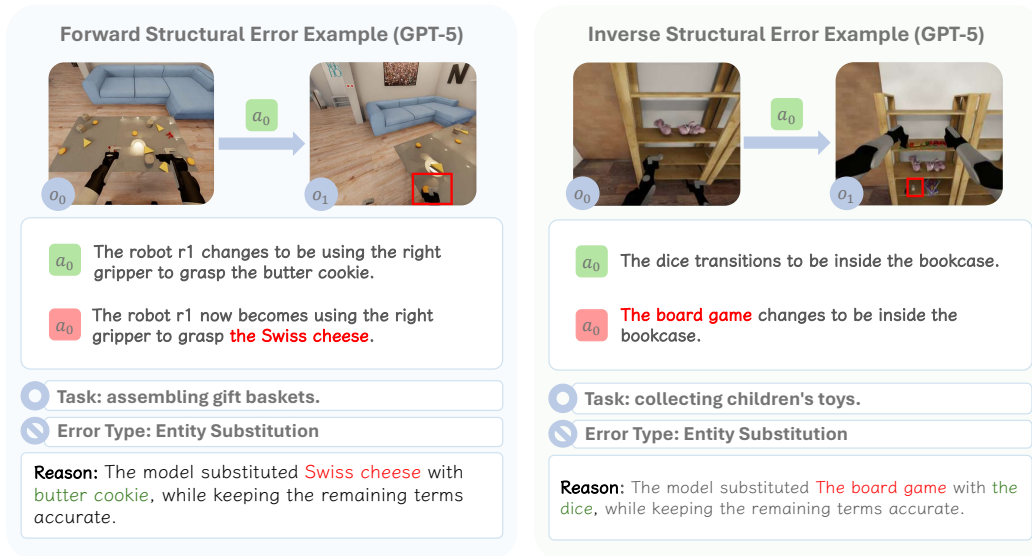 Forward Structural Error Example (GPT-5)
a₀
N
o₀
o₁
a₀
The robot r1 changes to be using the right
gripper to grasp the butter cookie.
a₀
The robot r1 now becomes using the right
gripper to grasp the Swiss cheese.
Task: assembling gift baskets.
Error Type: Entity Substitution
Reason: The model substituted Swiss cheese with
butter cookie, while keeping the remaining terms
accurate.
Inverse Structural Error Example (GPT-5)
a₀
o₀
o₁
a₀
The dice transitions to be inside the bookcase.
a₀
The board game changes to be inside the
bookcase.
Task: collecting children's toys.
Error Type: Entity Substitution
Reason: The model substituted The board game with the
dice, while keeping the remaining terms accurate.